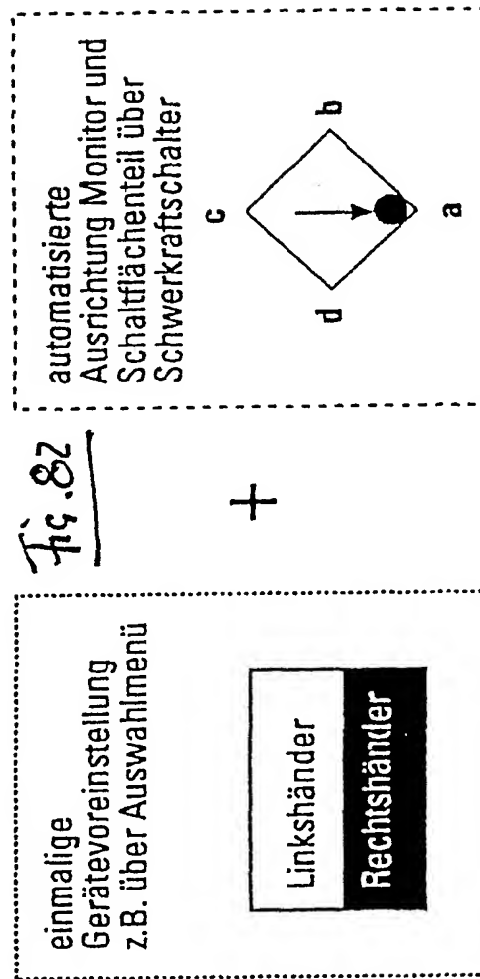 Fig. 82
einmalige
Gerätevoreinstellung
z.B. über Auswahlmenü
Linkshänder
Rechtshänder
+
automatisierte
Ausrichtung Monitor und
Schaltflächenteil über
Schwerkraftschalter
c
d
b
a